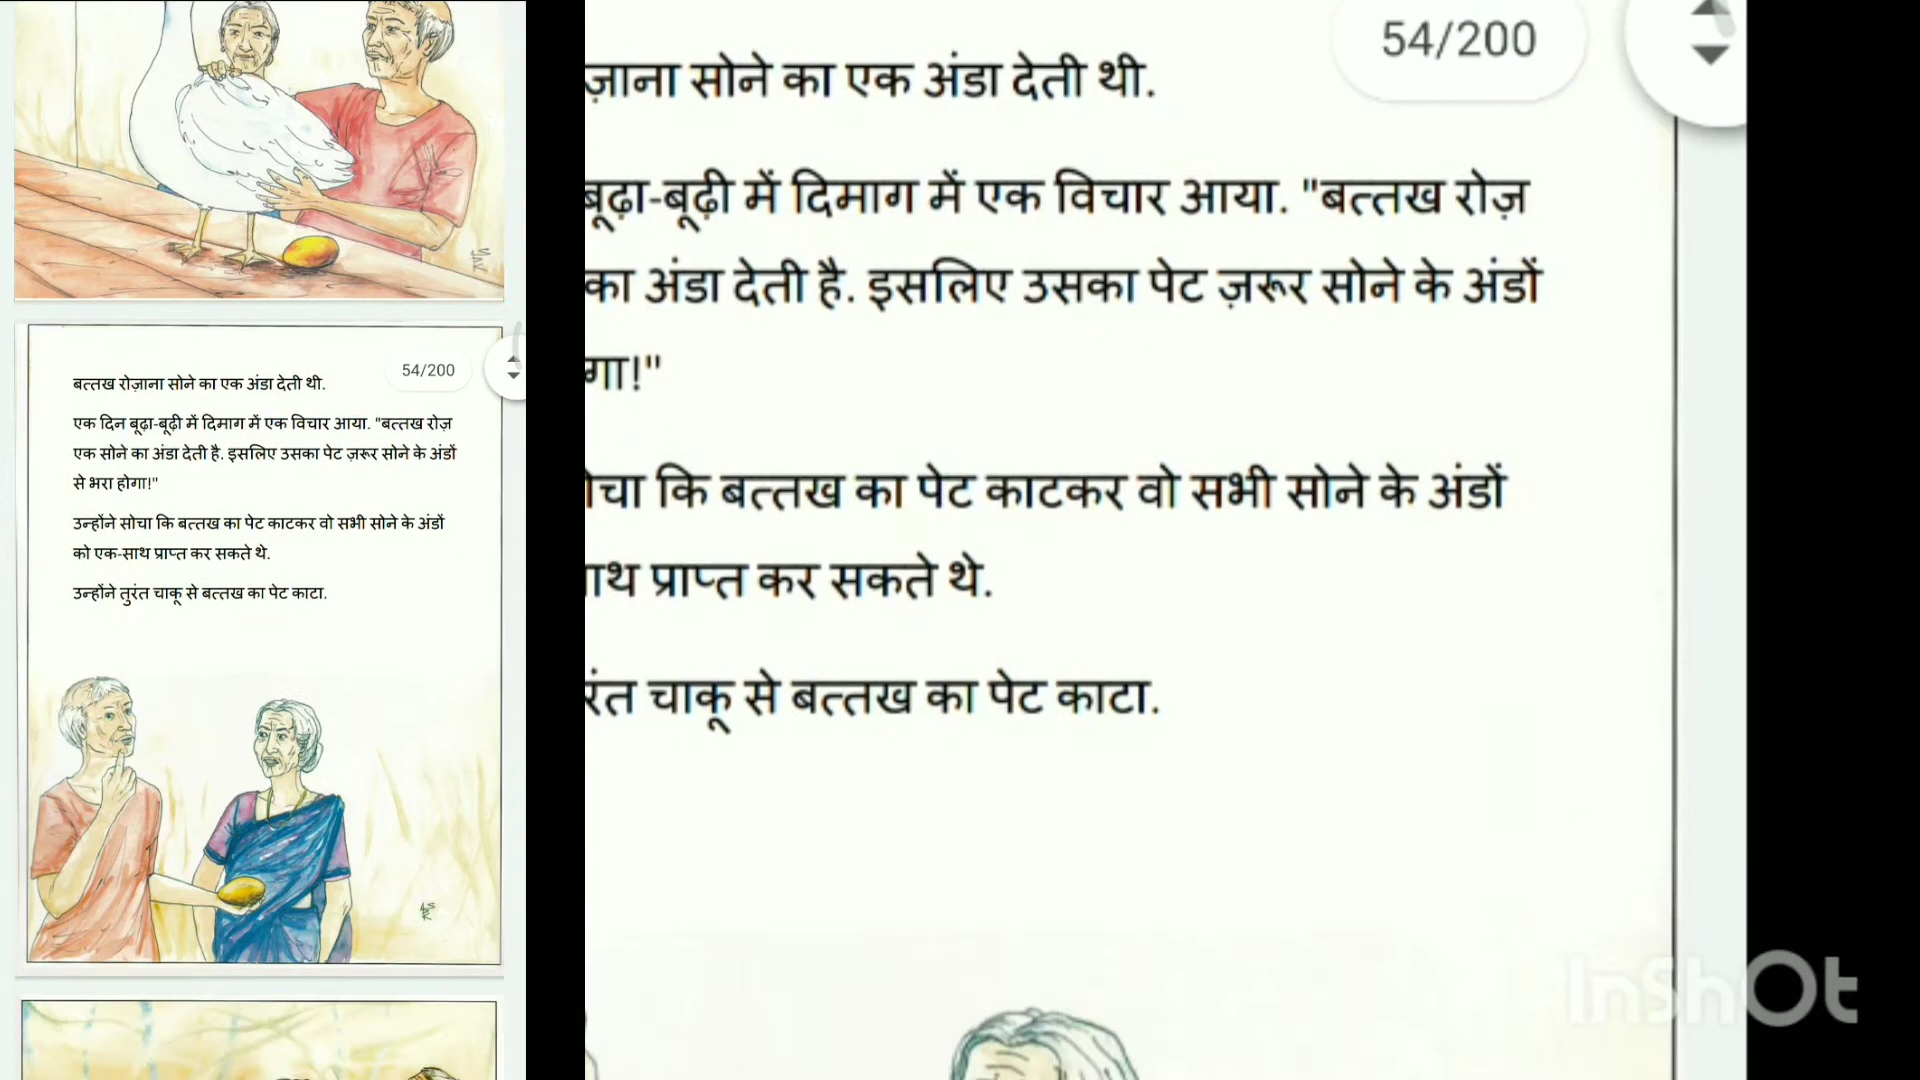 54/200
बत्तख रोज़ाना सोने का एक अंडा देती थी.
एक दिन बूढ़ा-बूढ़ी में दिमाग में एक विचार आया. "बत्तख रोज़
एक सोने का अंडा देती है. इसलिए उसका पेट ज़रूर सोने के अंडों
से भरा होगा!"
उन्होंने सोचा कि बत्तख का पेट काटकर वो सभी सोने के अंडों
को एक-साथ प्राप्त कर सकते थे.
उन्होंने तुरंत चाकू से बत्तख का पेट काटा.
54/200
ज़ाना सोने का एक अंडा देती थी.
बूढ़ा-बूढ़ी में दिमाग में एक विचार आया. "बत्तख रोज़
का अंडा देती है. इसलिए उसका पेट ज़रूर सोने के अंडों
गा!"
ोचा कि बत्तख का पेट काटकर वो सभी सोने के अंडों
ाथ प्राप्त कर सकते थे.
रंत चाकू से बत्तख का पेट काटा.
InShOt